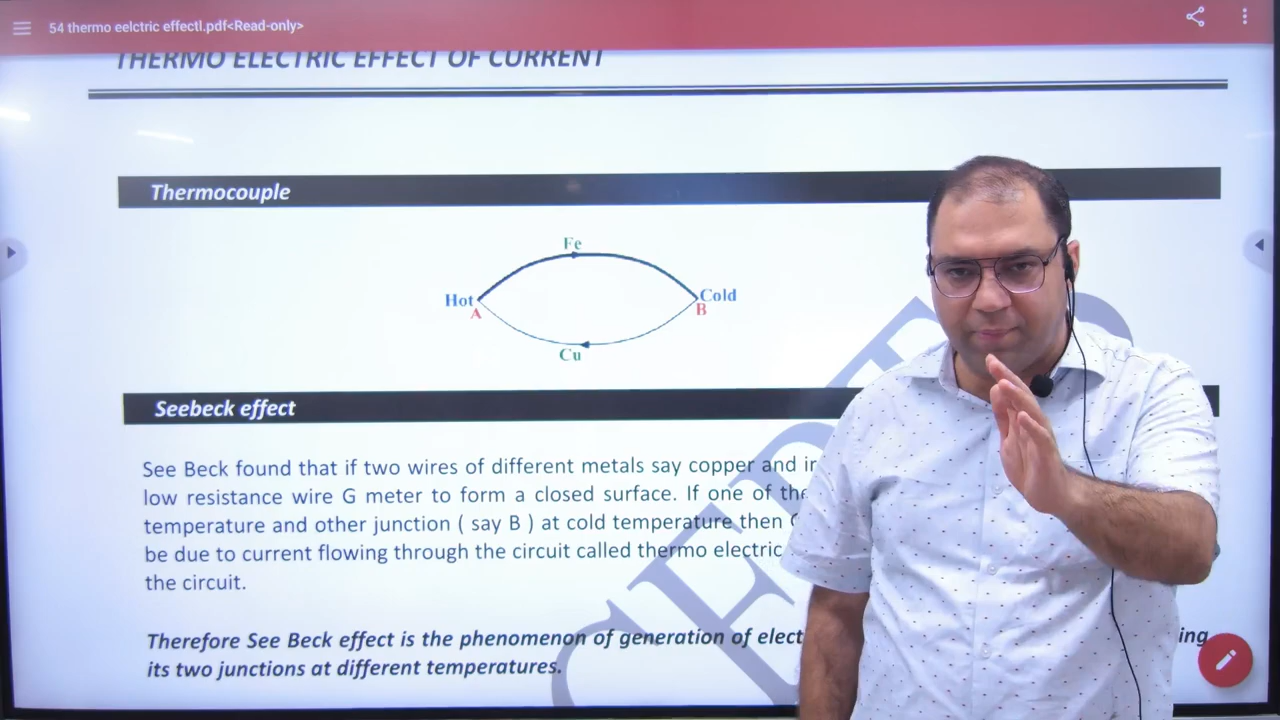 54 thermo eelctric effectl.pdf<Read-only>
THERMO ELECTRIC EFFECT OF CURRENT
Thermocouple
Fe
Hot
Cold
A
B
Cu
Seebeck effect
See Beck found that if two wires of different metals say copper and
low resistance wire G meter to form a closed surface. If one of the
temperature and other junction ( say B ) at cold temperature then
be due to current flowing through the circuit called thermo electric
the circuit.
Therefore See Beck effect is the phenomenon of generation of elect ing
its two junctions at different temperatures.